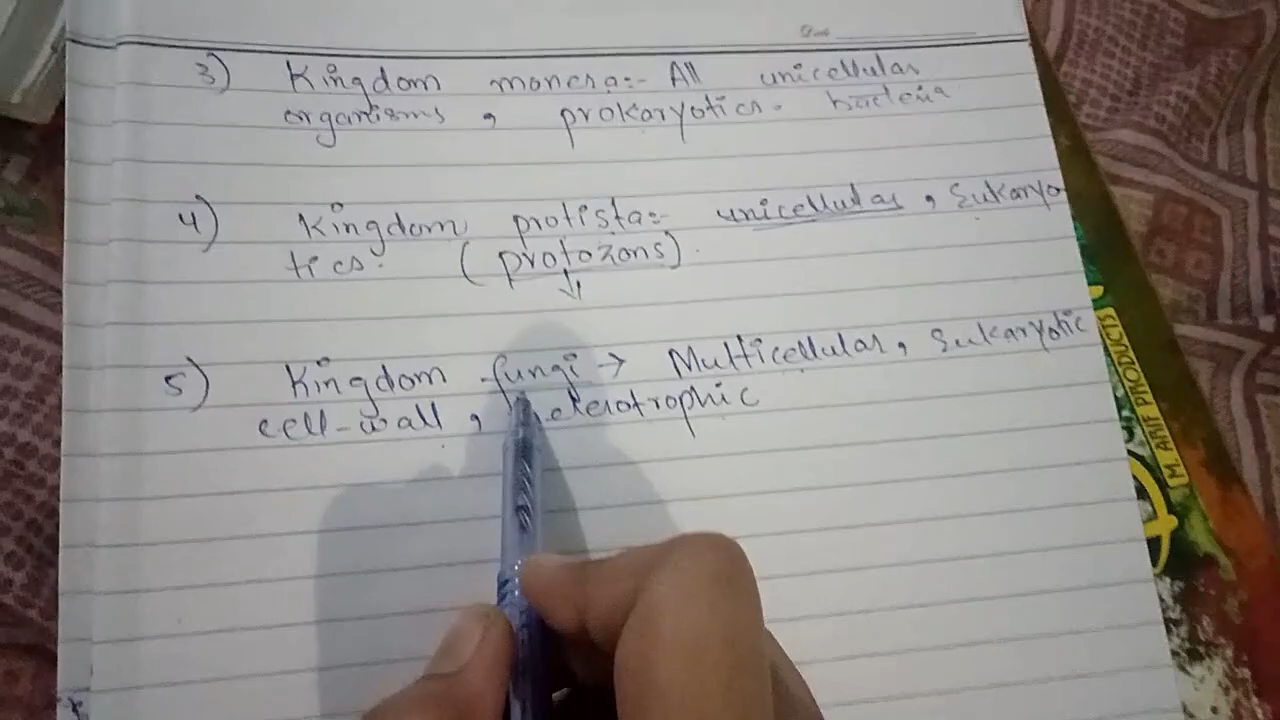 3) Kingdom monera:- All unicellular
organisms, prokaryotics. bacteria
4) Kingdom protista:- unicellular, Eukaryo
tics. (protozons).
5) Kingdom fungi → Multicellular, Eukaryotic
cell-wall, heterotrophic
M. ARIF PRODUCTS